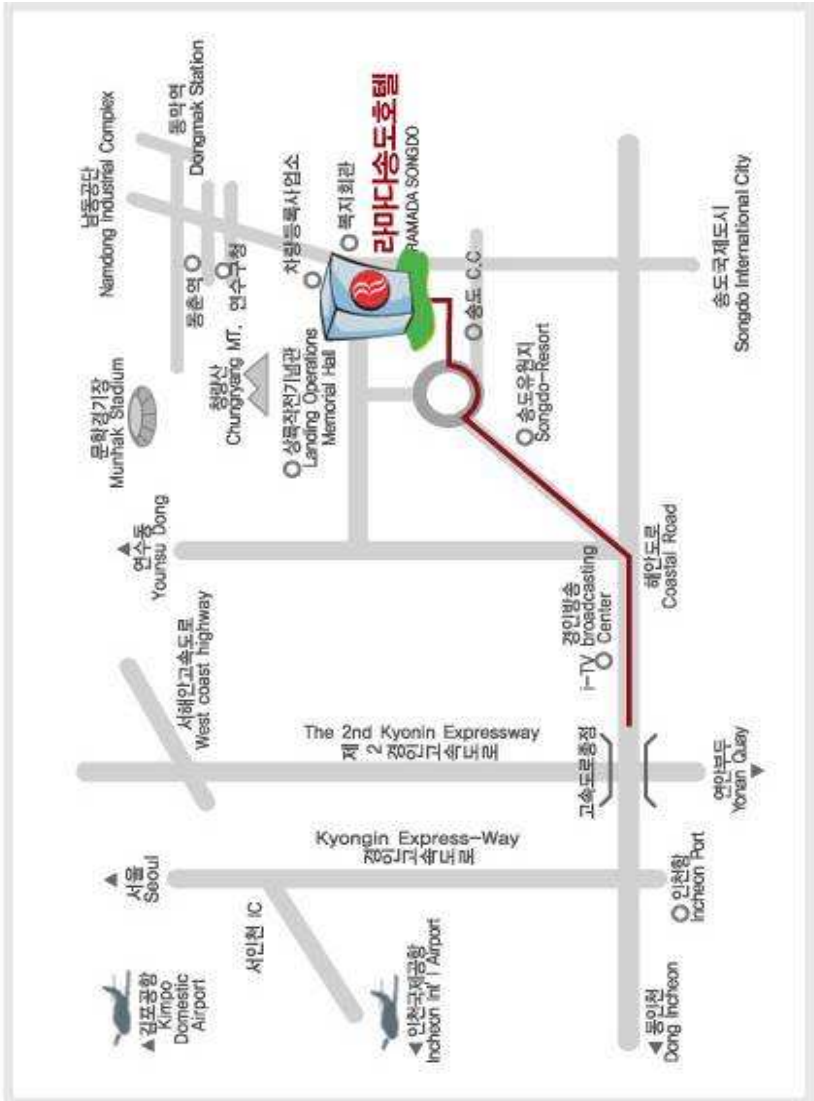 ▲김포공항
Kimpo
Domestic
Airport
▲
서울
Seoul
서해안고속도로
West coast highway
▲
연수동
Younsu Dong
문학경기장
Munhak Stadium
남동공단
Namdong Industrial Complex
동막역
Dongmak Station
동춘역
연수구청
청량산
Chungryang MT.
서인천 IC
상륙작전기념관
Landing Operations
Memorial Hall
차량등록사업소
복지회관
The 2nd Kyonin Expressway
제 2 경인고속도로
Kyongin Express-Way
경인고속도로
◀인천국제공항
Incheon Int' l Airport
라마다송도호텔
RAMADA SONGDO
송도 C.C
송도유원지
Songdo-Resort
경인방송
i-TV broadcasting
Center
고속도로종점
◀동인천
Dong Incheon
인천항
Incheon Port
연안부두
Yonan Quay
해안도로
Coastal Road
송도국제도시
Songdo International City